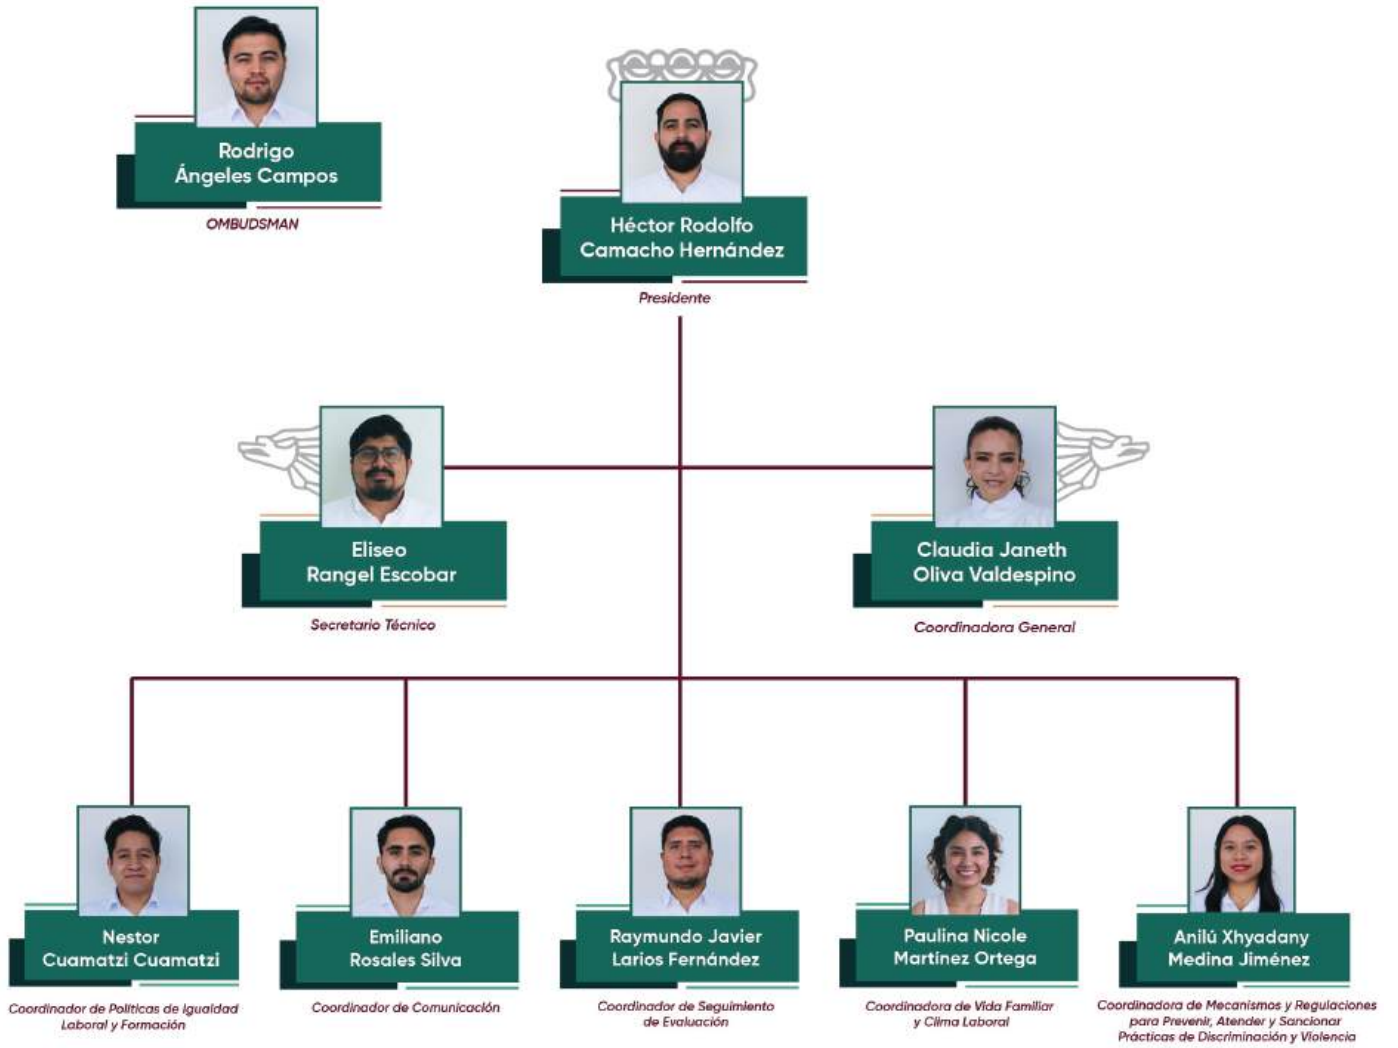 Rodrigo
Ángeles Campos
OMBUDSMAN
Héctor Rodolfo
Camacho Hernández
Presidente
Eliseo
Rangel Escobar
Secretario Técnico
Claudia Janeth
Oliva Valdespino
Coordinadora General
Nestor
Cuamatzi Cuamatzi
Coordinador de Políticas de Igualdad
Laboral y Formación
Emiliano
Rosales Silva
Coordinador de Comunicación
Raymundo Javier
Larios Fernández
Coordinador de Seguimiento
de Evaluación
Paulina Nicole
Martínez Ortega
Coordinadora de Vida Familiar
y Clima Laboral
Anilú Xhyadany
Medina Jiménez
Coordinadora de Mecanismos y Regulaciones
para Prevenir, Atender y Sancionar
Prácticas de Discriminación y Violencia